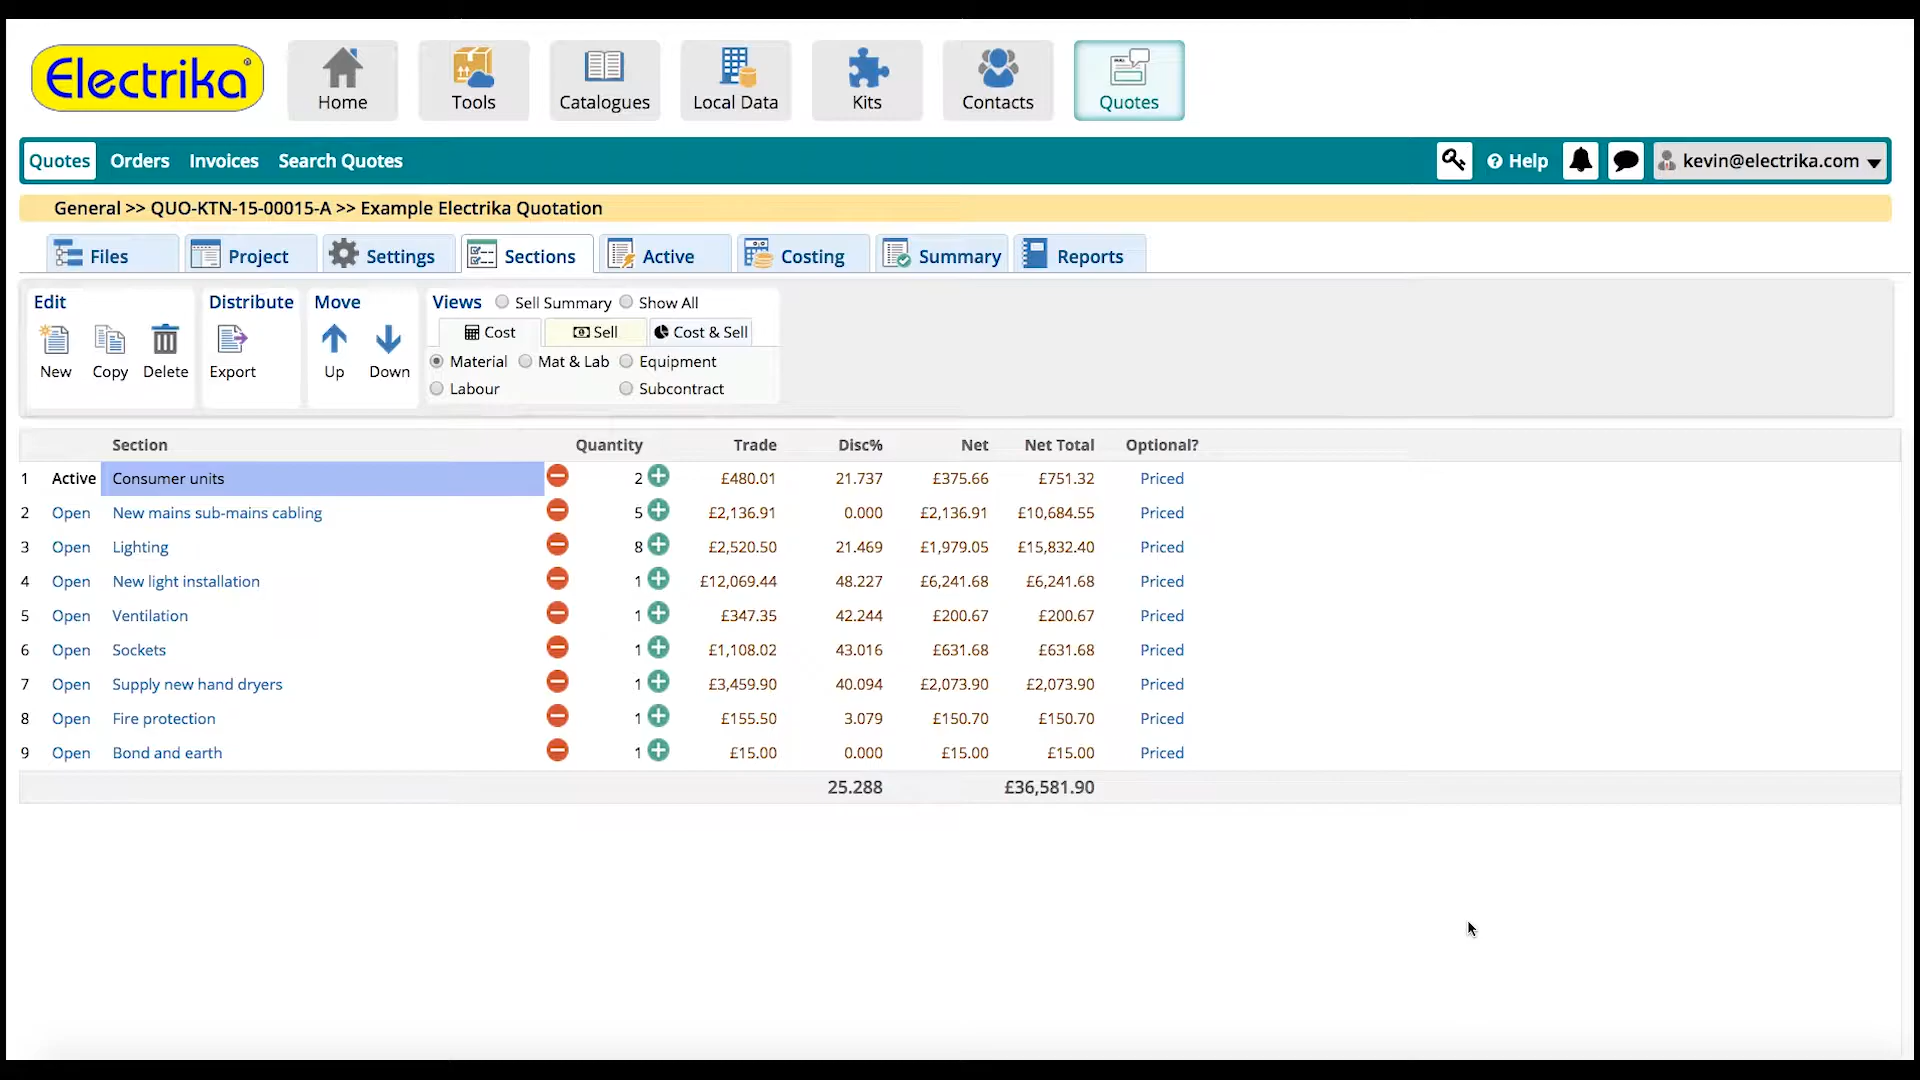 Electrika®
Home
Tools
Catalogues
Local Data
Kits
Contacts
Quotes
Quotes Orders Invoices Search Quotes
Help
kevin@electrika.com
General >> QUO-KTN-15-00015-A >> Example Electrika Quotation
Files
Project
Settings
Sections
Active
Costing
Summary
Reports
Edit
New Copy Delete
Distribute
Export
Move
Up Down
Views Sell Summary Show All
Cost Sell Cost & Sell
Material Mat & Lab Equipment
Labour Subcontract
Section Quantity Trade Disc% Net Net Total Optional?
1 Active Consumer units 2 £480.01 21.737 £375.66 £751.32 Priced
2 Open New mains sub-mains cabling 5 £2,136.91 0.000 £2,136.91 £10,684.55 Priced
3 Open Lighting 8 £2,520.50 21.469 £1,979.05 £15,832.40 Priced
4 Open New light installation 1 £12,069.44 48.227 £6,241.68 £6,241.68 Priced
5 Open Ventilation 1 £347.35 42.244 £200.67 £200.67 Priced
6 Open Sockets 1 £1,108.02 43.016 £631.68 £631.68 Priced
7 Open Supply new hand dryers 1 £3,459.90 40.094 £2,073.90 £2,073.90 Priced
8 Open Fire protection 1 £155.50 3.079 £150.70 £150.70 Priced
9 Open Bond and earth 1 £15.00 0.000 £15.00 £15.00 Priced
25.288 £36,581.90